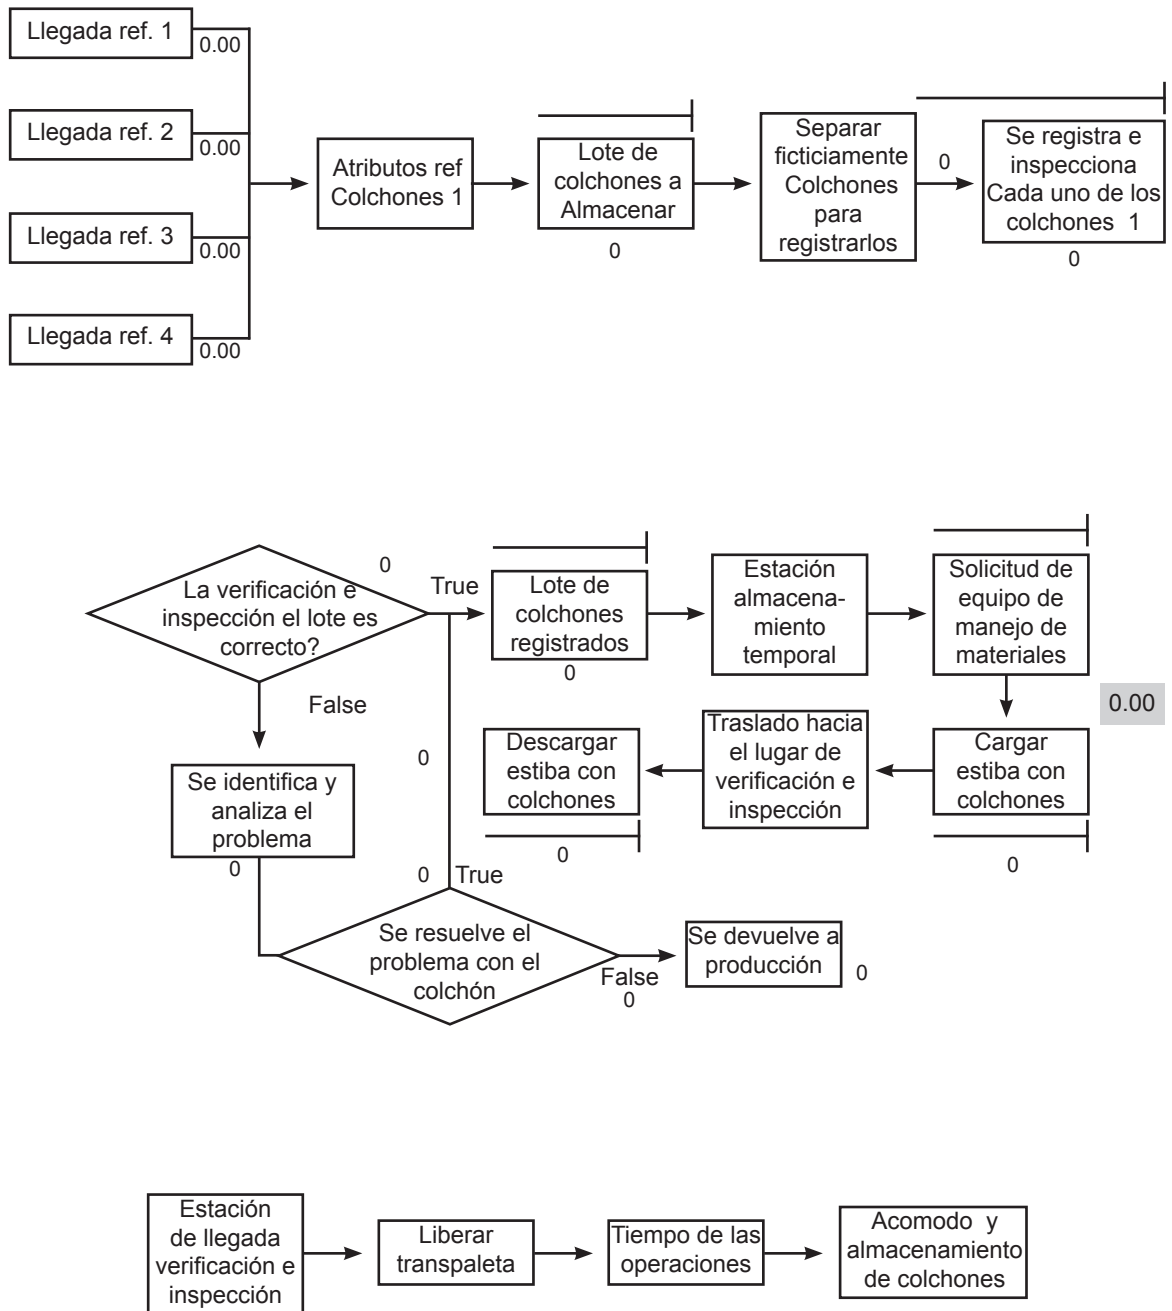 Llegada ref. 1
0.00
Llegada ref. 2
0.00
Llegada ref. 3
0.00
Llegada ref. 4
0.00
Atributos ref
Colchones 1
Lote de
colchones a
Almacenar
0
Separar
ficticiamente
Colchones
para
registrarlos
0
Se registra e
inspecciona
Cada uno de los
colchones 1
0
La verificación e
inspección el lote es
correcto?
0
True
False
Lote de
colchones
registrados
0
Estación
almacena-
miento
temporal
Solicitud de
equipo de
manejo de
materiales
0.00
Cargar
estiba con
colchones
0
Traslado hacia
el lugar de
verificación e
inspección
Descargar
estiba con
colchones
0
Se identifica y
analiza el
problema
0
0
0
True
Se resuelve el
problema con el
colchón
False
0
Se devuelve a
producción
0
Estación
de llegada
verificación e
inspección
Liberar
transpaleta
Tiempo de las
operaciones
Acomodo y
almacenamiento
de colchones